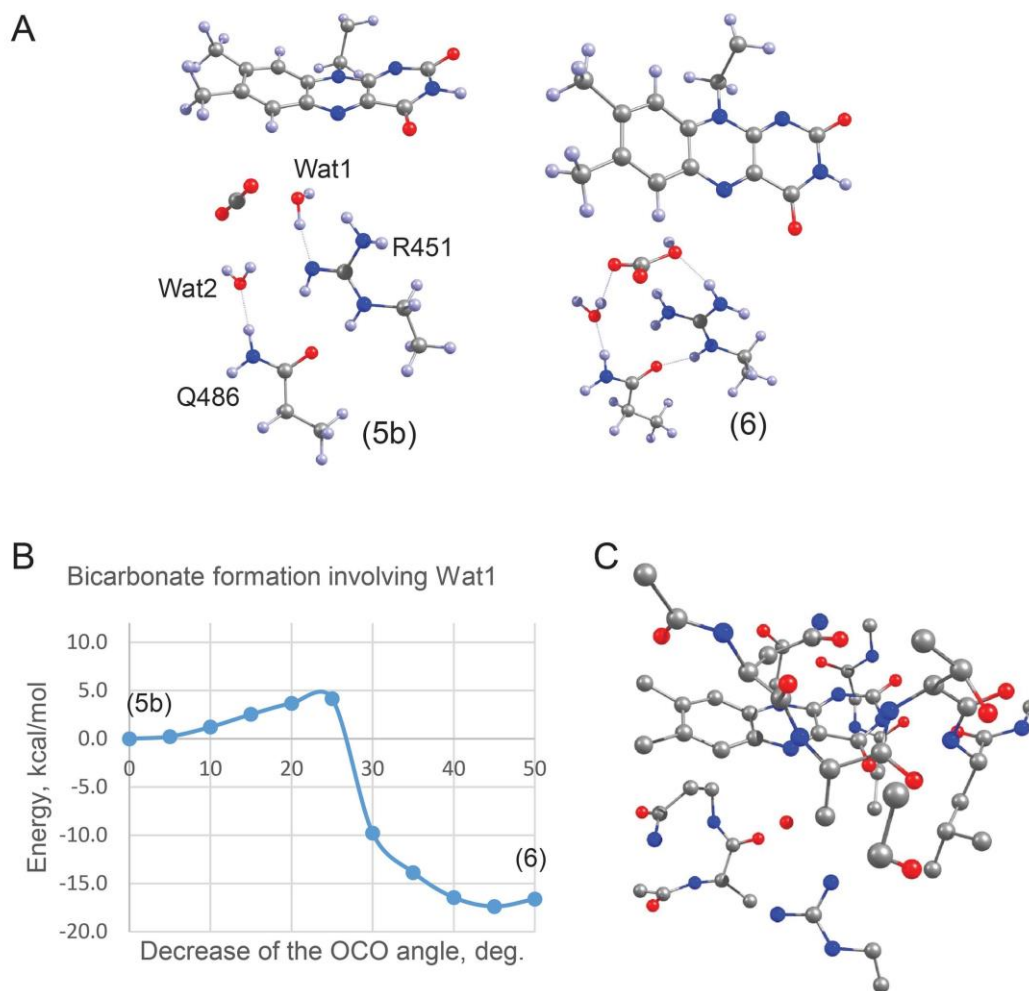 A
Wat1
R451
Wat2
Q486
(5b)
(6)
B
Bicarbonate formation involving Wat1
10.0
5.0
0.0
-5.0
-10.0
-15.0
-20.0
(5b)
0
10
20
30
40
50
(6)
Energy, kcal/mol
Decrease of the OCO angle, deg.
C